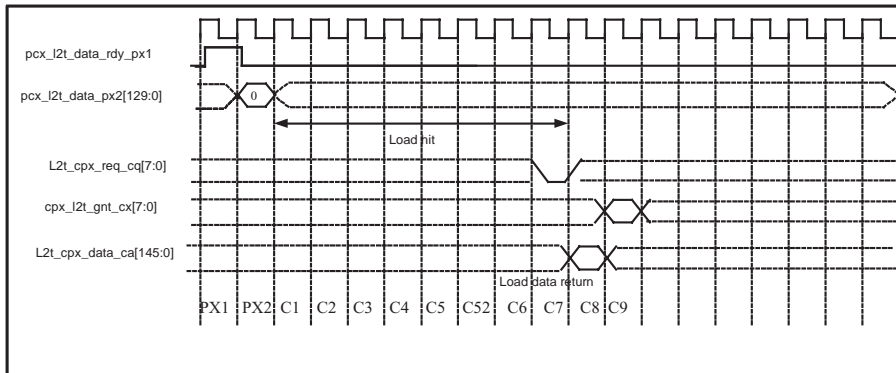 pcx_l2t_data_rdy_px1
pcx_l2t_data_px2[129:0]
0
Load hit
L2t_cpx_req_cq[7:0]
cpx_l2t_gnt_cx[7:0]
L2t_cpx_data_ca[145:0]
Load data return
PX1 PX2 C1 C2 C3 C4 C5 C52 C6 C7 C8 C9